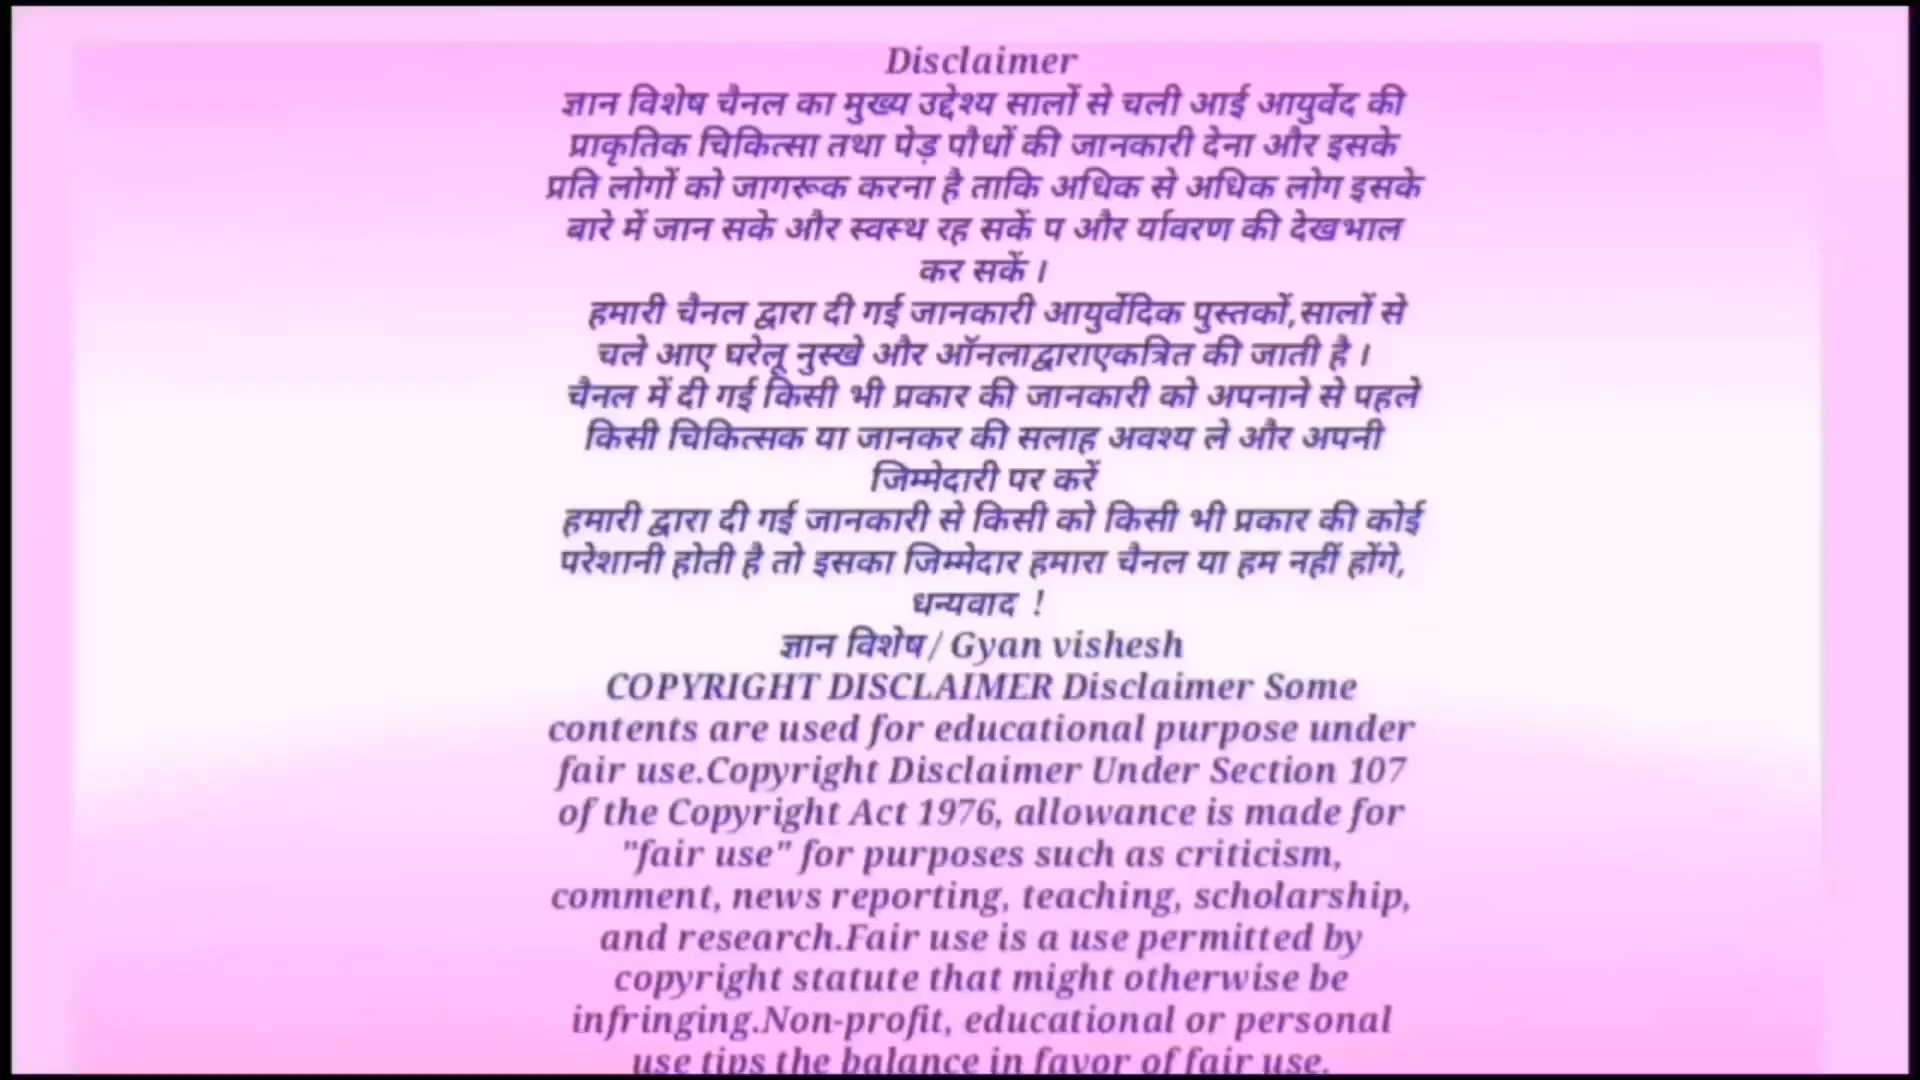 Disclaimer
ज्ञान विशेष चैनल का मुख्य उद्देश्य सालों से चली आई आयुर्वेद की
प्राकृतिक चिकित्सा तथा पेड़ पौधों की जानकारी देना और इसके
प्रति लोगों को जागरूक करना है ताकि अधिक से अधिक लोग इसके
बारे में जान सके और स्वस्थ रह सकें प और र्यावरण की देखभाल
कर सकें ।
हमारी चैनल द्वारा दी गई जानकारी आयुर्वेदिक पुस्तकों,सालों से
चले आए घरेलू नुस्खे और ऑनलाद्वाराएकत्रित की जाती है ।
चैनल में दी गई किसी भी प्रकार की जानकारी को अपनाने से पहले
किसी चिकित्सक या जानकर की सलाह अवश्य ले और अपनी
जिम्मेदारी पर करें
हमारी द्वारा दी गई जानकारी से किसी को किसी भी प्रकार की कोई
परेशानी होती है तो इसका जिम्मेदार हमारा चैनल या हम नहीं होंगे,
धन्यवाद !
ज्ञान विशेष/ Gyan vishesh
COPYRIGHT DISCLAIMER Disclaimer Some
contents are used for educational purpose under
fair use.Copyright Disclaimer Under Section 107
of the Copyright Act 1976, allowance is made for
"fair use" for purposes such as criticism,
comment, news reporting, teaching, scholarship,
and research.Fair use is a use permitted by
copyright statute that might otherwise be
infringing.Non-profit, educational or personal
use tips the balance in favor of fair use.